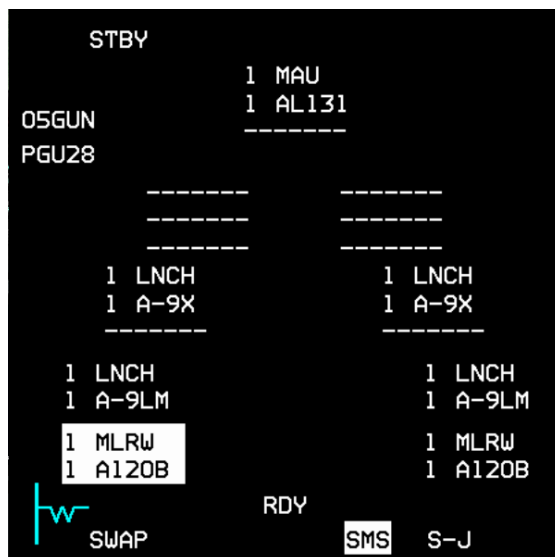 STBY
1 MAU
1 AL131
-------
05GUN
PGU28
------- -------
------- -------
------- -------
1 LNCH 1 LNCH
1 A-9X 1 A-9X
------- -------
1 LNCH 1 LNCH
1 A-9LM 1 A-9LM
1 MLRW 1 MLRW
1 A120B 1 A120B
RDY
W
SWAP SMS S-J